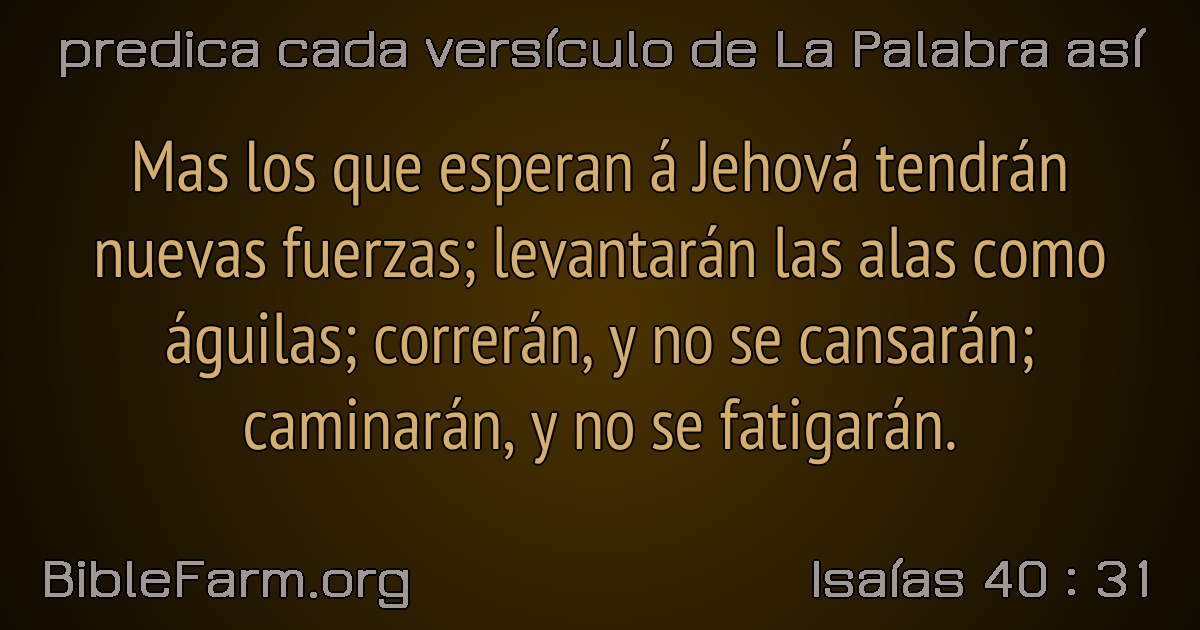 predica cada versículo de La Palabra así
Mas los que esperan á Jehová tendrán
nuevas fuerzas; levantarán las alas como
águilas; correrán, y no se cansarán;
caminarán, y no se fatigarán.
BibleFarm.org
Isaías 40 : 31